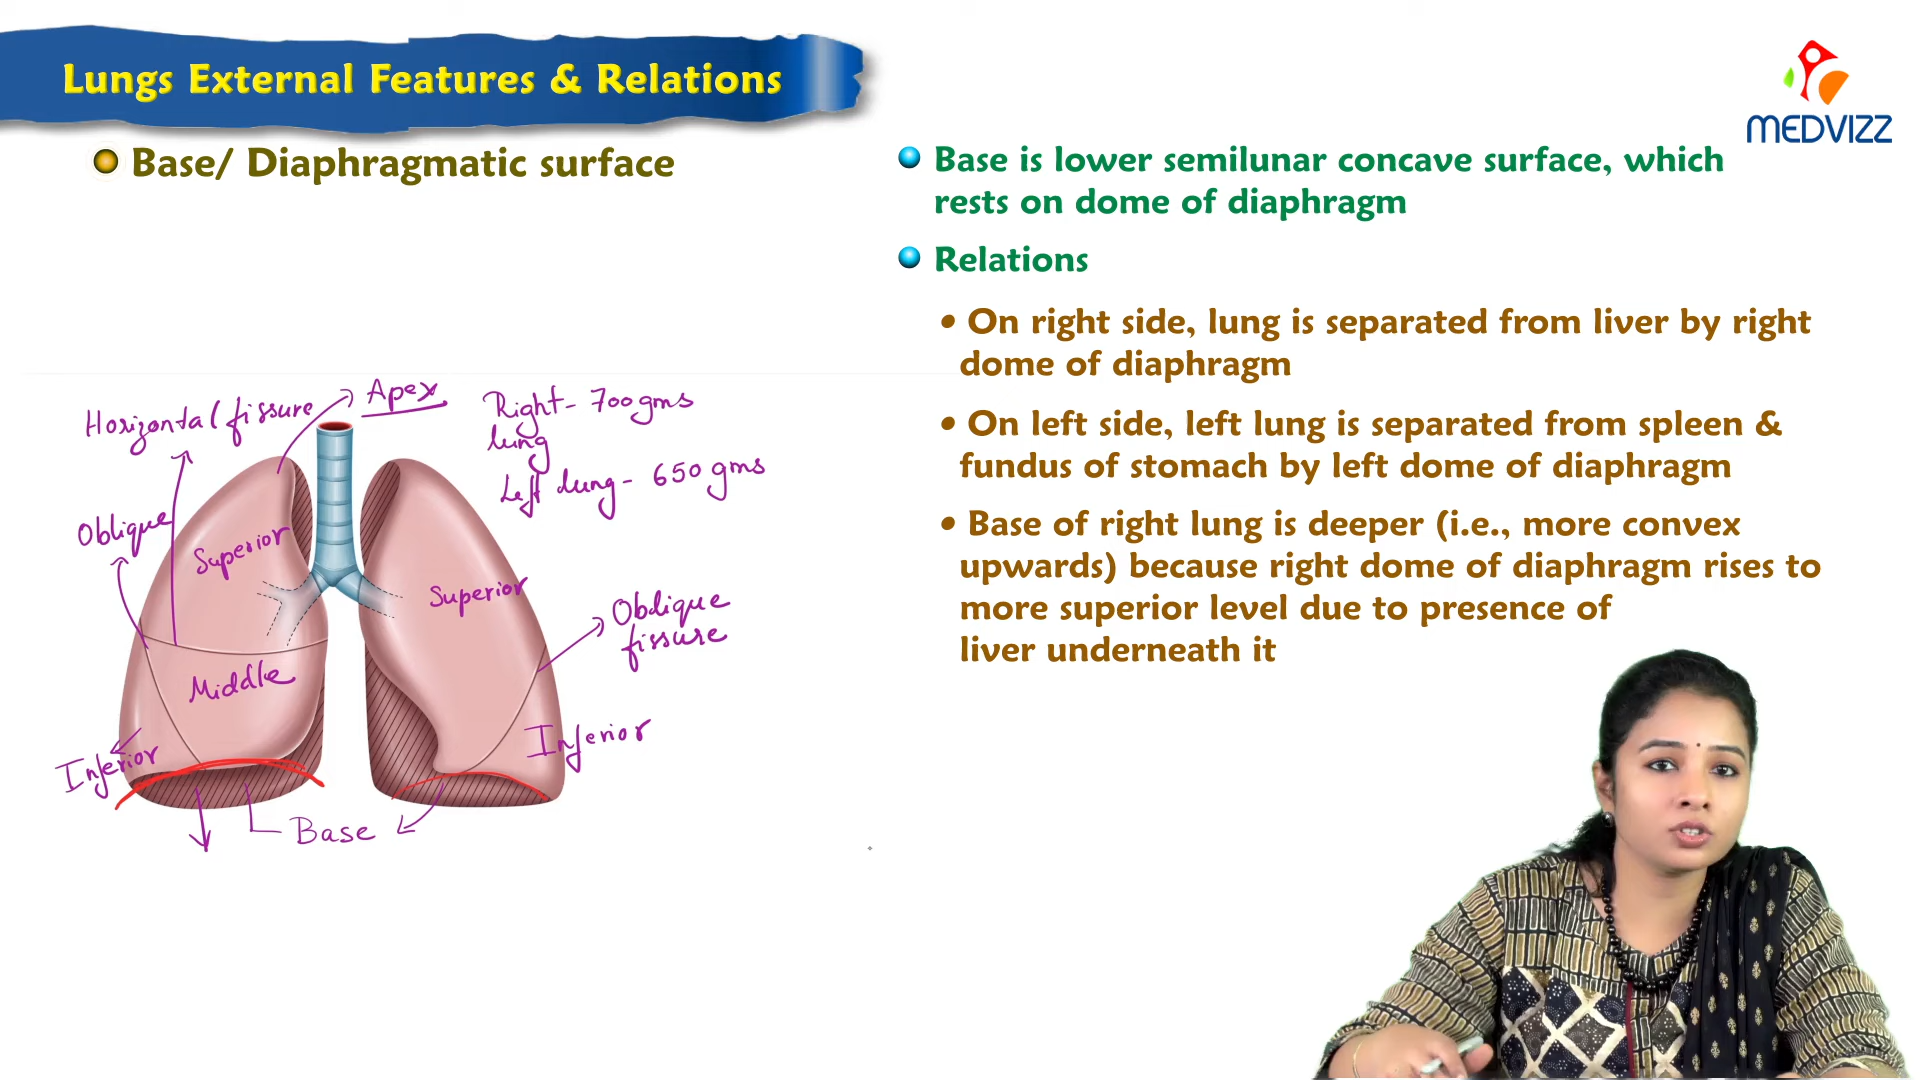 Lungs External Features & Relations
MEDVIZZ
Base/ Diaphragmatic surface
Base is lower semilunar concave surface, which
rests on dome of diaphragm
Relations
• On right side, lung is separated from liver by right
dome of diaphragm
• On left side, left lung is separated from spleen &
fundus of stomach by left dome of diaphragm
• Base of right lung is deeper (i.e., more convex
upwards) because right dome of diaphragm rises to
more superior level due to presence of
liver underneath it
Apex
Horizontal fissure
Right - 700 gms
lung
Left lung - 650 gms
Oblique
Superior
Superior
Oblique
fissure
Middle
Inferior
Inferior
Base